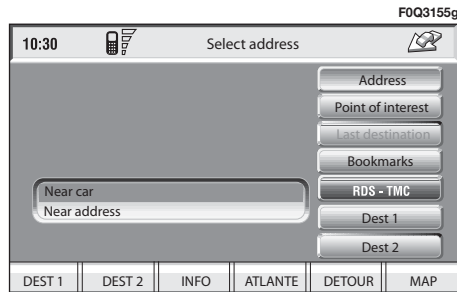 F0Q3155g
10:30 Select address
Address
Point of interest
Last destination
Bookmarks
RDS - TMC
Near car
Near address
Dest 1
Dest 2
DEST 1 DEST 2 INFO ATLANTE DETOUR MAP